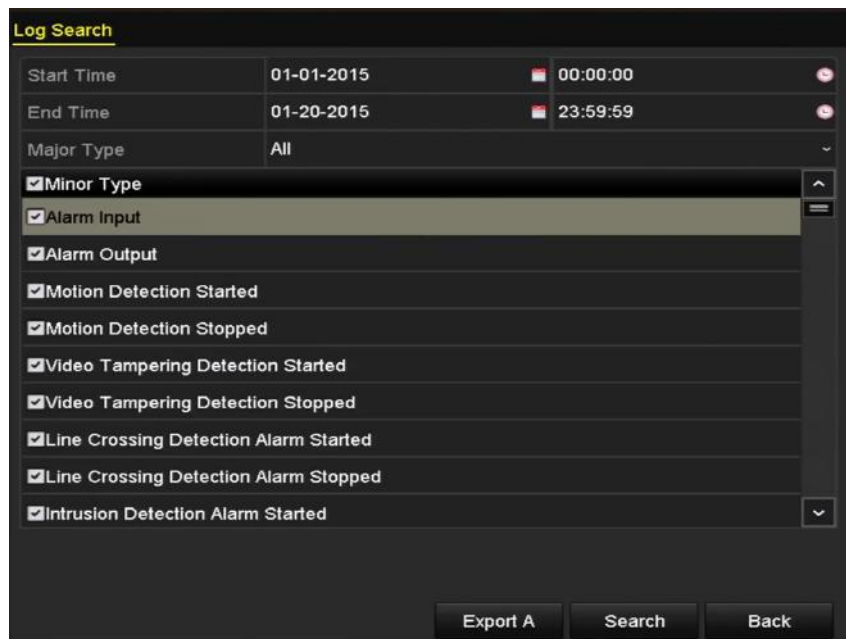 Log Search
Start Time 01-01-2015 00:00:00
End Time 01-20-2015 23:59:59
Major Type All
Minor Type
Alarm Input
Alarm Output
Motion Detection Started
Motion Detection Stopped
Video Tampering Detection Started
Video Tampering Detection Stopped
Line Crossing Detection Alarm Started
Line Crossing Detection Alarm Stopped
Intrusion Detection Alarm Started
Export A Search Back